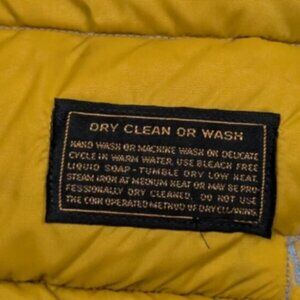 DRY CLEAN OR WASH
HAND WASH OR MACHINE WASH ON DELICATE
CYCLE IN WARM WATER. USE BLEACH FREE
LIQUID SOAP - TUMBLE DRY LOW HEAT.
STEAM IRON AT MEDIUM HEAT OR MAY BE PRO-
FESSIONALLY DRY CLEANED. DO NOT USE
THE COIN OPERATED METHOD OF DRY CLEANING